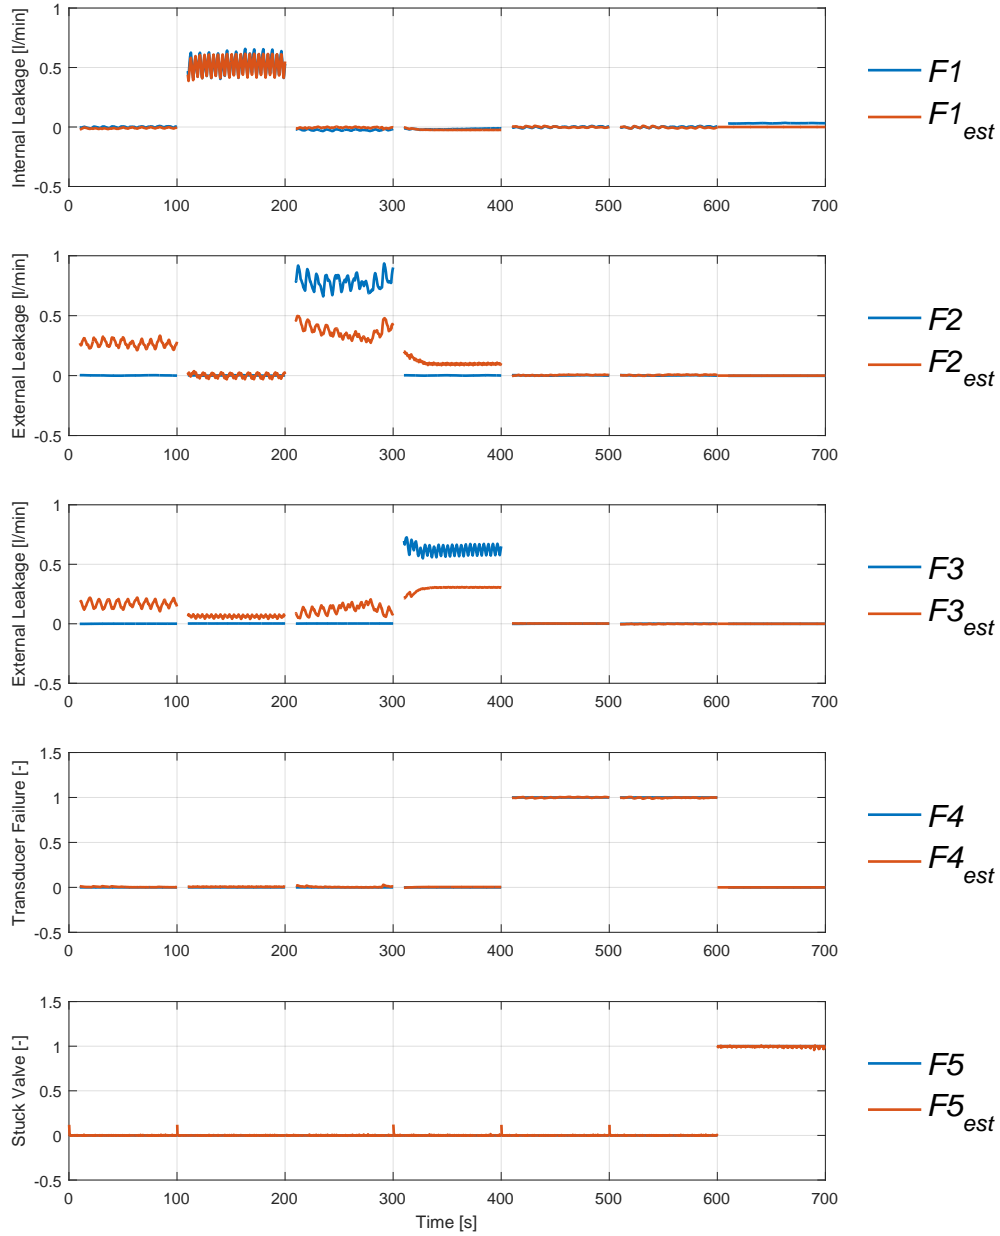 Internal Leakage [l/min]
1
0.5
0
-0.5
0 100 200 300 400 500 600 700
F1
F1est
External Leakage [l/min]
1
0.5
0
-0.5
0 100 200 300 400 500 600 700
F2
F2est
External Leakage [l/min]
1
0.5
0
-0.5
0 100 200 300 400 500 600 700
F3
F3est
Transducer Failure [-]
1.5
1
0.5
0
-0.5
0 100 200 300 400 500 600 700
F4
F4est
Stuck Valve [-]
1.5
1
0.5
0
-0.5
0 100 200 300 400 500 600 700
Time [s]
F5
F5est